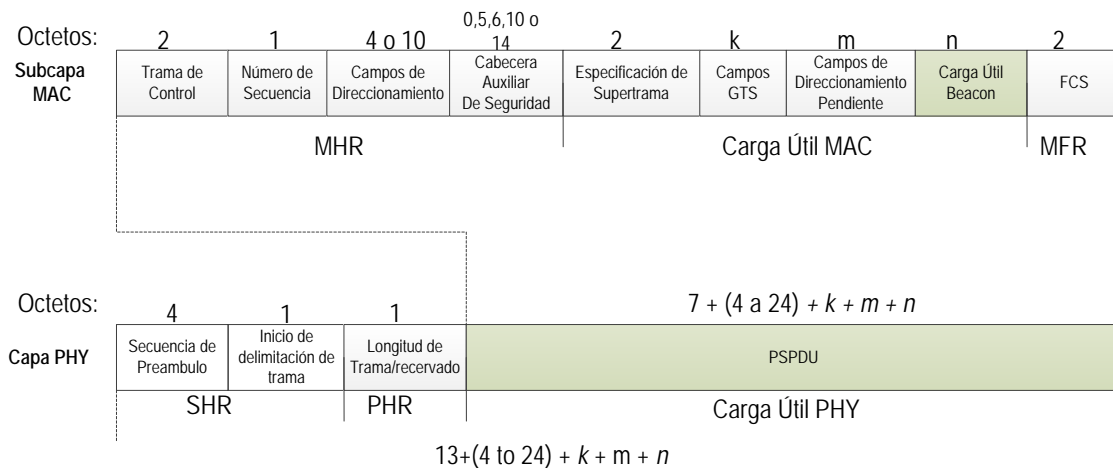 Octetos:
2
1
4 o 10
0,5,6,10 o
14
2
k
m
n
2
Subcapa
MAC
Trama de
Control
Número de
Secuencia
Campos de
Direccionamiento
Cabecera
Auxiliar
De Seguridad
Especificación de
Supertrama
Campos
GTS
Campos de
Direccionamiento
Pendiente
Carga Útil
Beacon
FCS
MHR
Carga Útil MAC
MFR
Octetos:
4
1
1
7 + (4 a 24) + k + m + n
Capa PHY
Secuencia de
Preambulo
Inicio de
delimitación de
trama
Longitud de
Trama/recervado
PSPDU
SHR
PHR
Carga Útil PHY
13+(4 to 24) + k + m + n